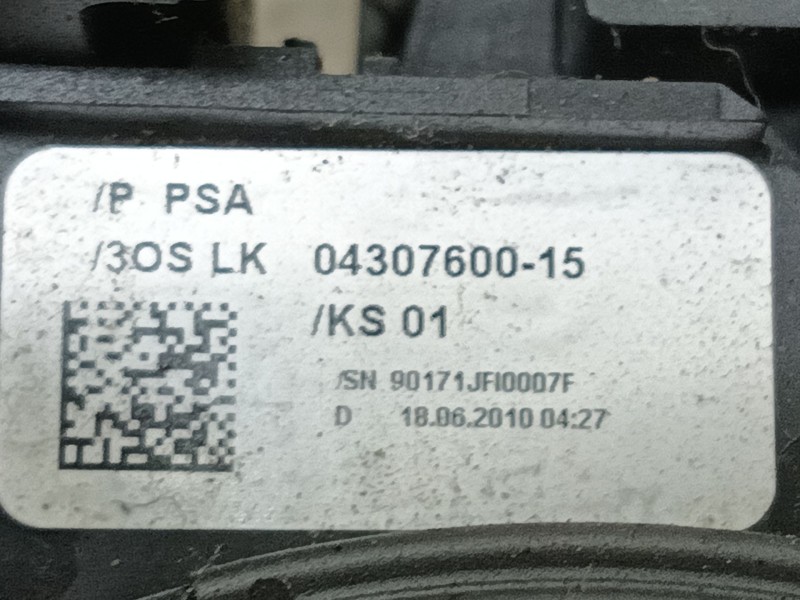 /P PSA
/3OS LK 04307600-15
/KS 01
/SN 90171JFI0007F
D 18.06.2010 04:27